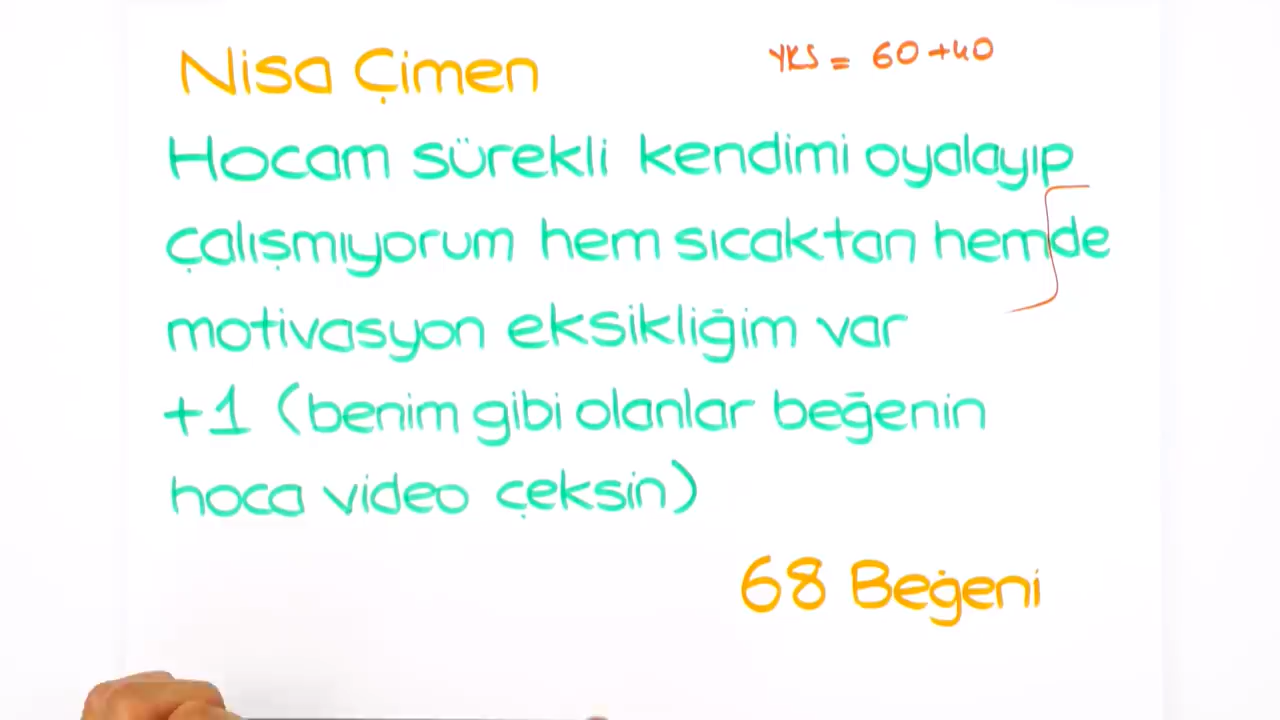 Nisa Çimen
YKS = 60+40
Hocam sürekli kendimi oyalayıp
çalışmıyorum hem sıcaktan hemde
motivasyon eksikliğim var
+1 (benim gibi olanlar beğenin
hoca video çeksin)
68 Beğeni